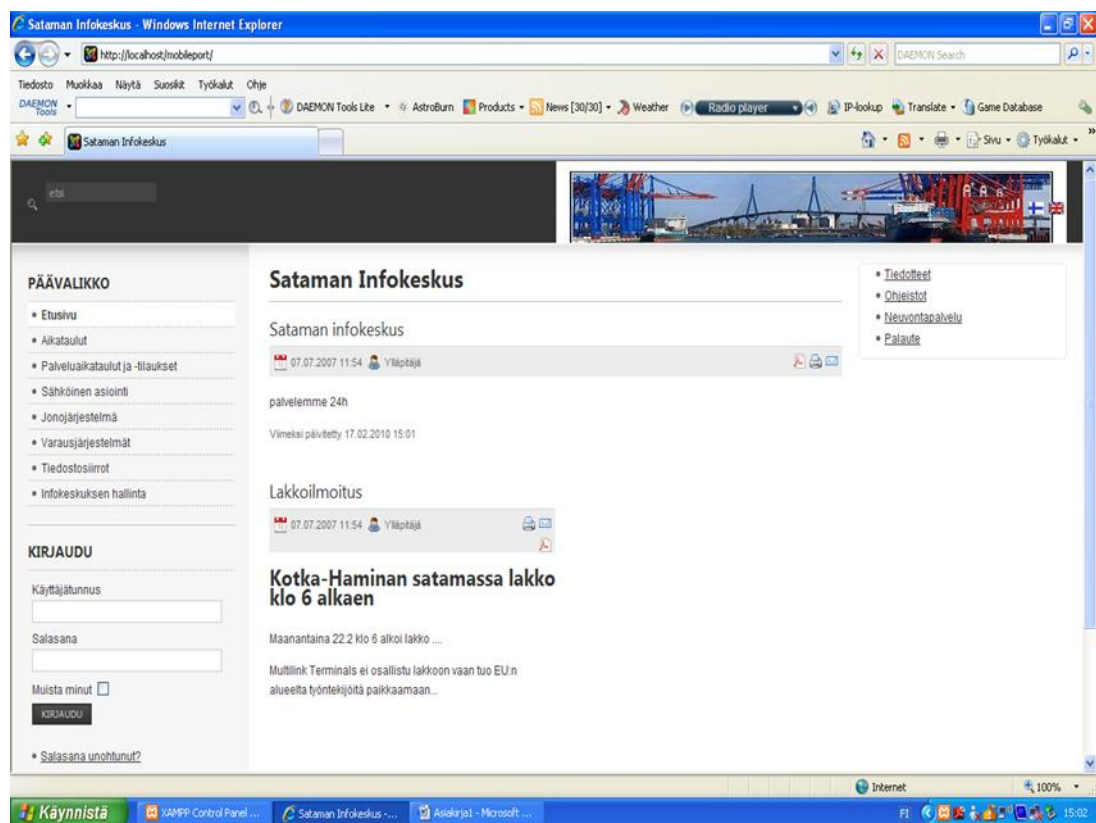 Sataman Infokeskus - Windows Internet Explorer
http://localhost/mobileport/
DAEMON Search
Tiedosto Muokkaa Näytä Suosikit Työkalut Ohje
DAEMON Tools
DAEMON Tools Lite AstroBurn Products News [30/30] Weather Radio player IP-lookup Translate Game Database
Sataman Infokeskus
Sivu Työkalut »
etsi
PÄÄVALIKKO
• Etusivu
• Aikataulut
• Palveluaikataulut ja -tilaukset
• Sähköinen asiointi
• Jonojärjestelmä
• Varausjärjestelmät
• Tiedostosiirrot
• Infokeskuksen hallinta
KIRJAUDU
Käyttäjätunnus
Salasana
Muista minut
KIRJAUDU
• Salasana unohtunut?
Sataman Infokeskus
Sataman infokeskus
07.07.2007 11:54 Ylläpitäjä
palvelemme 24h
Viimeksi päivitetty 17.02.2010 15:01
Lakkoilmoitus
07.07.2007 11:54 Ylläpitäjä
Kotka-Haminan satamassa lakko
klo 6 alkaen
Maanantaina 22.2 klo 6 alkoi lakko ....
Multilink Terminals ei osallistu lakkoon vaan tuo EU:n
alueelta työntekijöitä paikkaamaan...
• Tiedotteet
• Ohjeistot
• Neuvontapalvelu
• Palaute
Internet 100%
Käynnistä XAMPP Control Panel ... Sataman Infokeskus -... Asiakirja1 - Microsoft ... FI 15:02